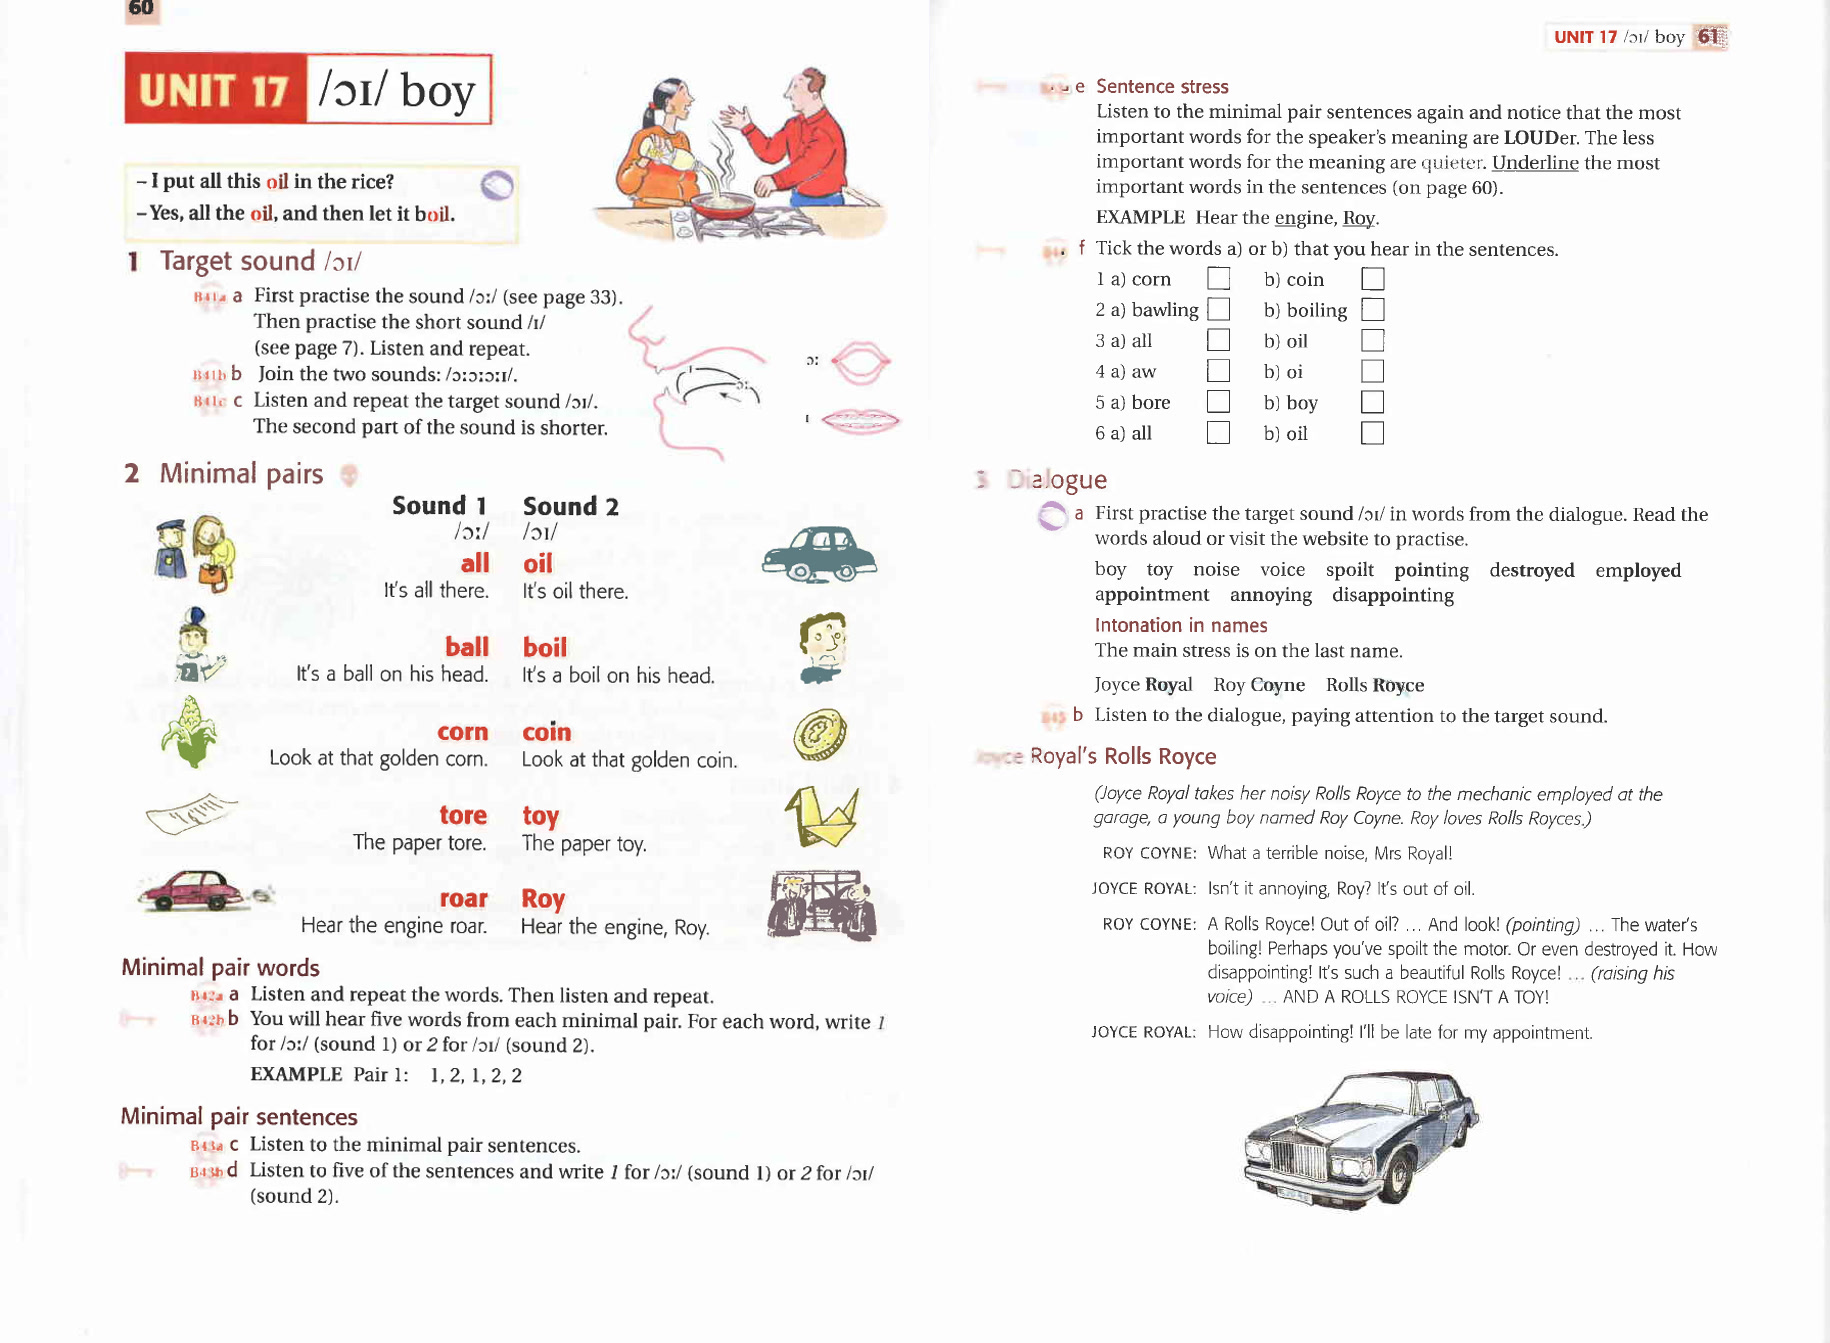 60
UNIT 17 /ɔɪ/ boy
– I put all this oil in the rice?
– Yes, all the oil, and then let it boil.
1 Target sound /ɔɪ/
B41a a First practise the sound /ɔː/ (see page 33).
Then practise the short sound /ɪ/
(see page 7). Listen and repeat.
B41b b Join the two sounds: /ɔːɔːɔːɪ/.
B41c c Listen and repeat the target sound /ɔɪ/.
The second part of the sound is shorter.
ɔː
ɔː
ɪ
2 Minimal pairs
Sound 1 Sound 2
/ɔː/ /ɔɪ/
all oil
It's all there. It's oil there.
ball boil
It's a ball on his head. It's a boil on his head.
corn coin
Look at that golden corn. Look at that golden coin.
tore toy
The paper tore. The paper toy.
roar Roy
Hear the engine roar. Hear the engine, Roy.
Minimal pair words
B42a a Listen and repeat the words. Then listen and repeat.
B42b b You will hear five words from each minimal pair. For each word, write 1
for /ɔː/ (sound 1) or 2 for /ɔɪ/ (sound 2).
EXAMPLE Pair 1: 1, 2, 1, 2, 2
Minimal pair sentences
B43a c Listen to the minimal pair sentences.
B43b d Listen to five of the sentences and write 1 for /ɔː/ (sound 1) or 2 for /ɔɪ/
(sound 2).
UNIT 17 /ɔɪ/ boy 61
e Sentence stress
Listen to the minimal pair sentences again and notice that the most
important words for the speaker's meaning are LOUDer. The less
important words for the meaning are quieter. Underline the most
important words in the sentences (on page 60).
EXAMPLE Hear the engine, Roy.
f Tick the words a) or b) that you hear in the sentences.
1 a) corn b) coin
2 a) bawling b) boiling
3 a) all b) oil
4 a) aw b) oi
5 a) bore b) boy
6 a) all b) oil
3 Dialogue
a First practise the target sound /ɔɪ/ in words from the dialogue. Read the
words aloud or visit the website to practise.
boy toy noise voice spoilt pointing destroyed employed
appointment annoying disappointing
Intonation in names
The main stress is on the last name.
Joyce Royal Roy Coyne Rolls Royce
B45 b Listen to the dialogue, paying attention to the target sound.
Joyce Royal's Rolls Royce
(Joyce Royal takes her noisy Rolls Royce to the mechanic employed at the
garage, a young boy named Roy Coyne. Roy loves Rolls Royces.)
ROY COYNE: What a terrible noise, Mrs Royal!
JOYCE ROYAL: Isn't it annoying, Roy? It's out of oil.
ROY COYNE: A Rolls Royce! Out of oil? ... And look! (pointing) ... The water's
boiling! Perhaps you've spoilt the motor. Or even destroyed it. How
disappointing! It's such a beautiful Rolls Royce! ... (raising his
voice) ... AND A ROLLS ROYCE ISN'T A TOY!
JOYCE ROYAL: How disappointing! I'll be late for my appointment.